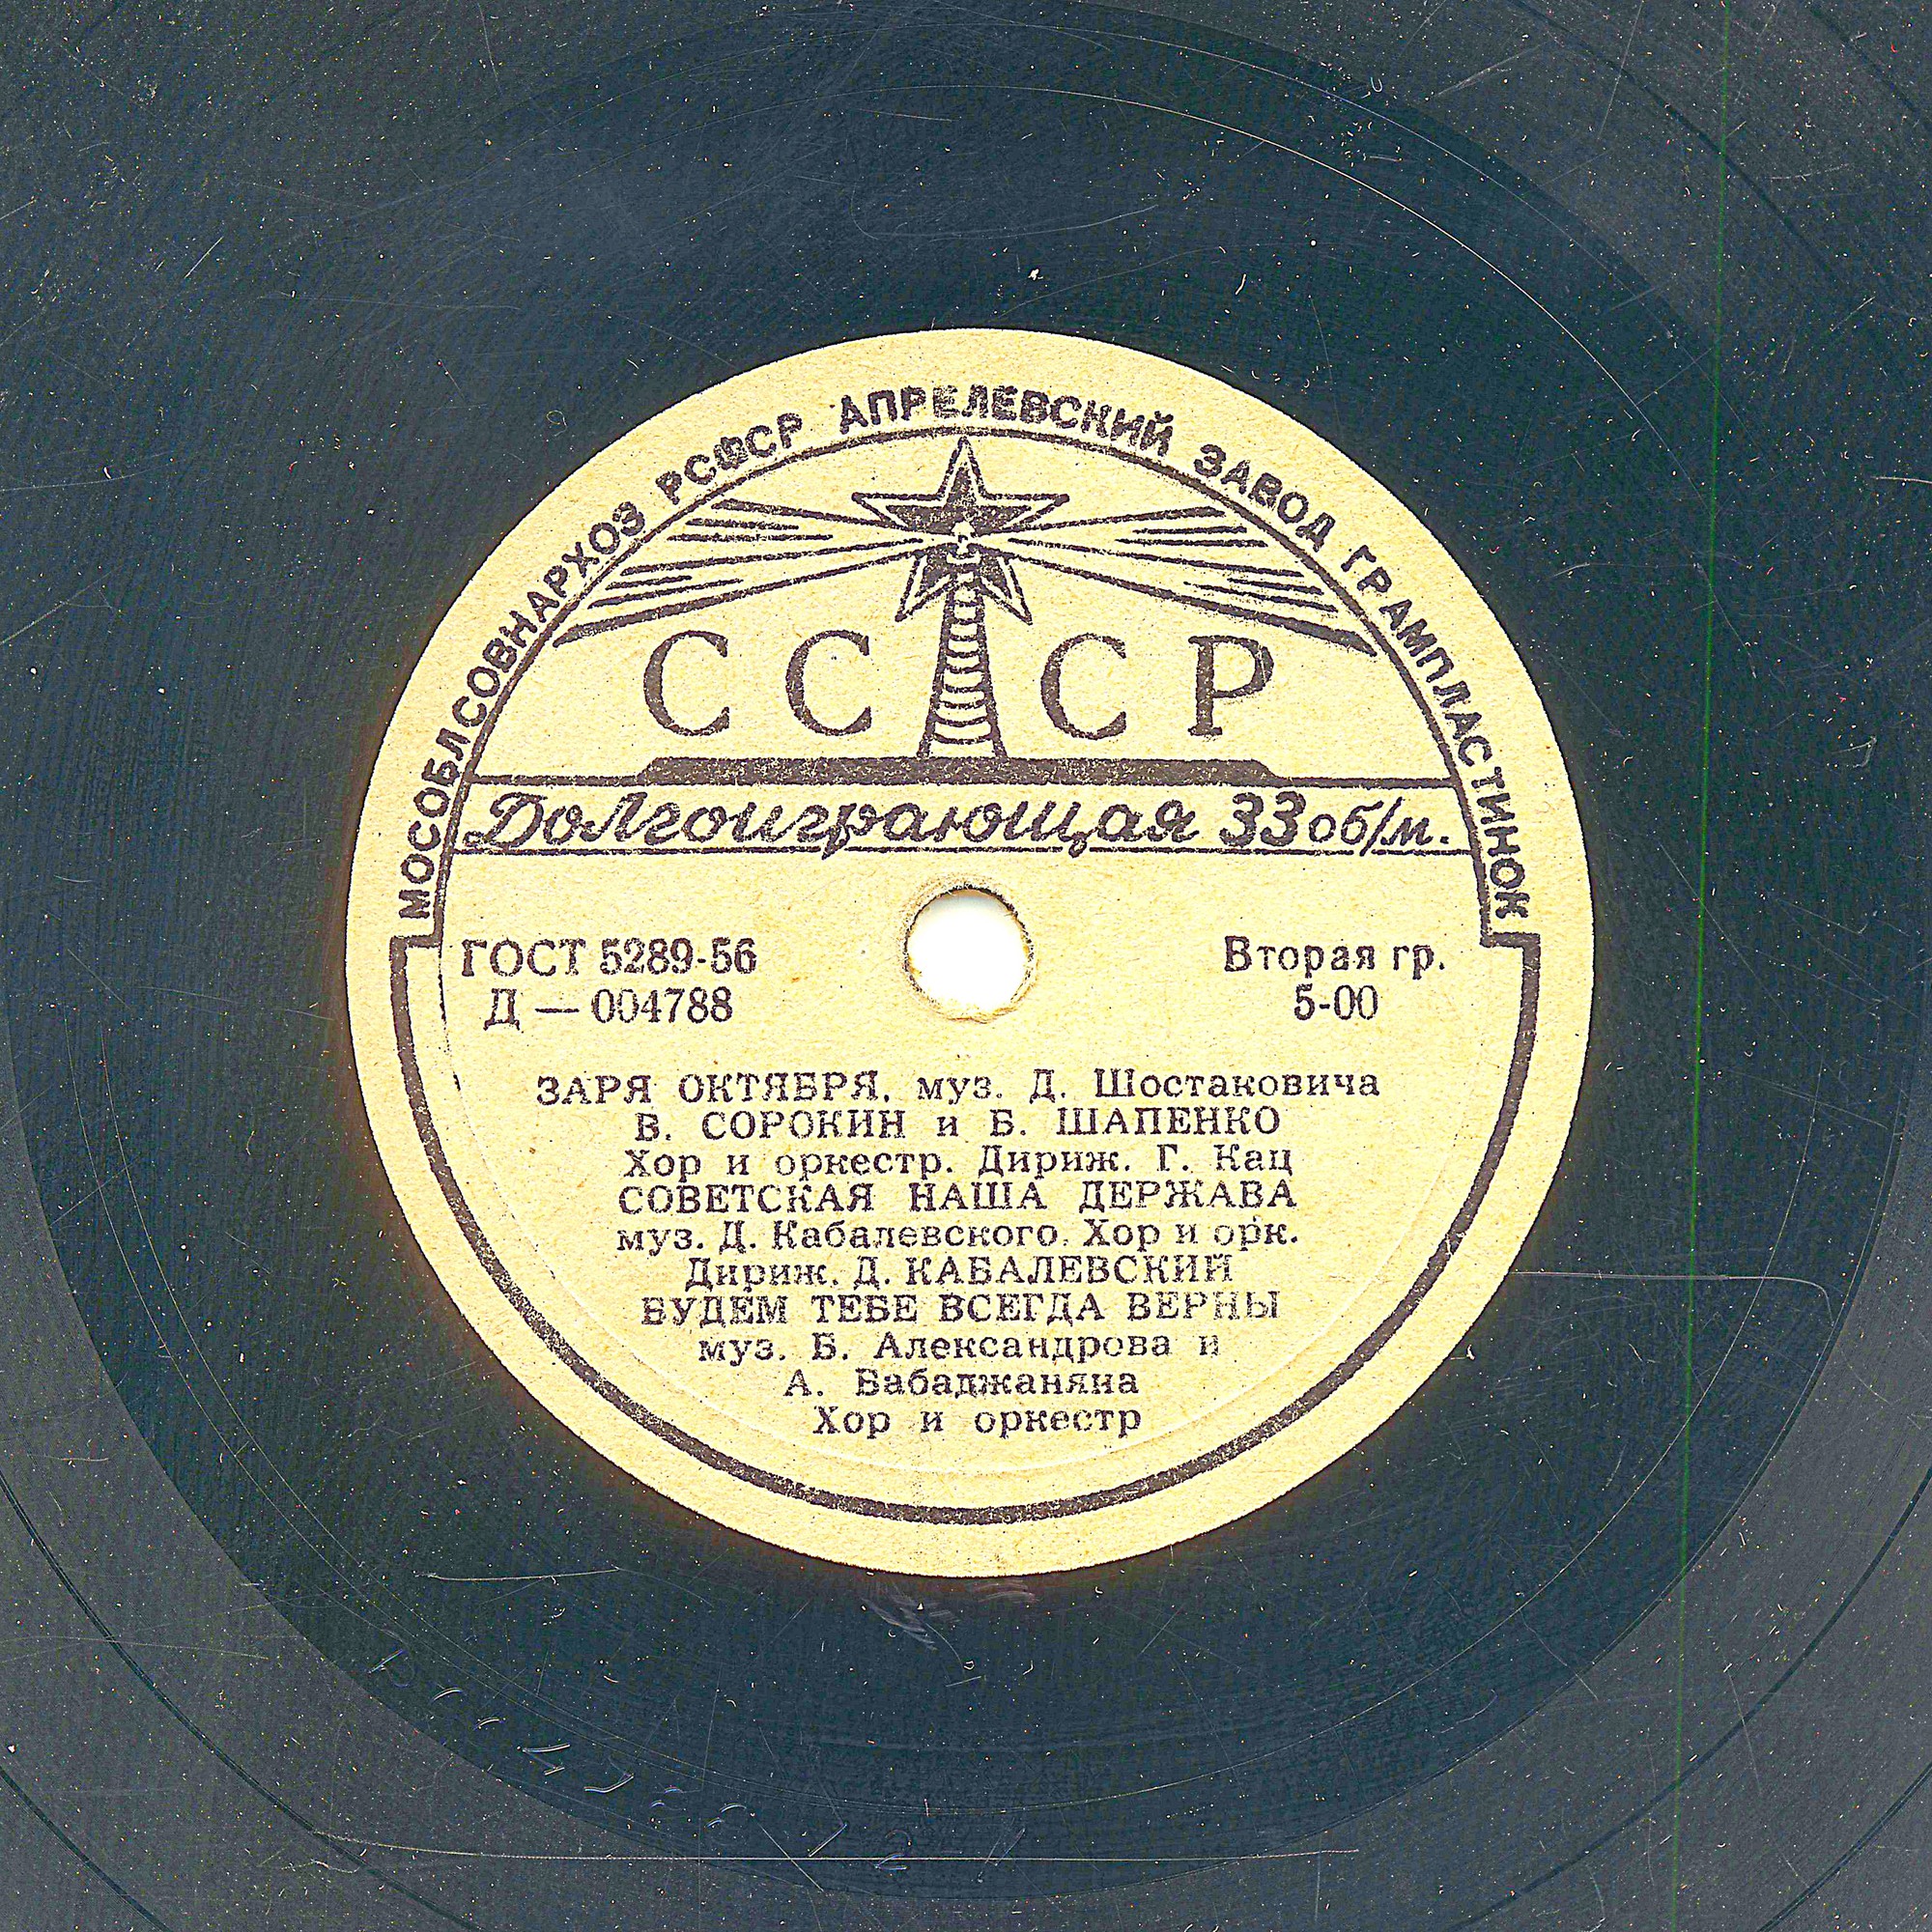 МОСОБЛСОВНАРХОЗ РСФСР АПРЕЛЕВСКИЙ ЗАВОД ГРАМПЛАСТИНОК
СССР
Долгоиграющая 33 об/м.
ГОСТ 5289-56
Д — 004788
Вторая гр.
5-00
ЗАРЯ ОКТЯБРЯ, муз. Д. Шостаковича
В. СОРОКИН и Б. ШАПЕНКО
Хор и оркестр. Дириж. Г. Кац
СОВЕТСКАЯ НАША ДЕРЖАВА
муз. Д. Кабалевского. Хор и орк.
Дириж. Д. КАБАЛЕВСКИЙ
БУДЕМ ТЕБЕ ВСЕГДА ВЕРНЫ
муз. Б. Александрова и
А. Бабаджаняна
Хор и оркестр